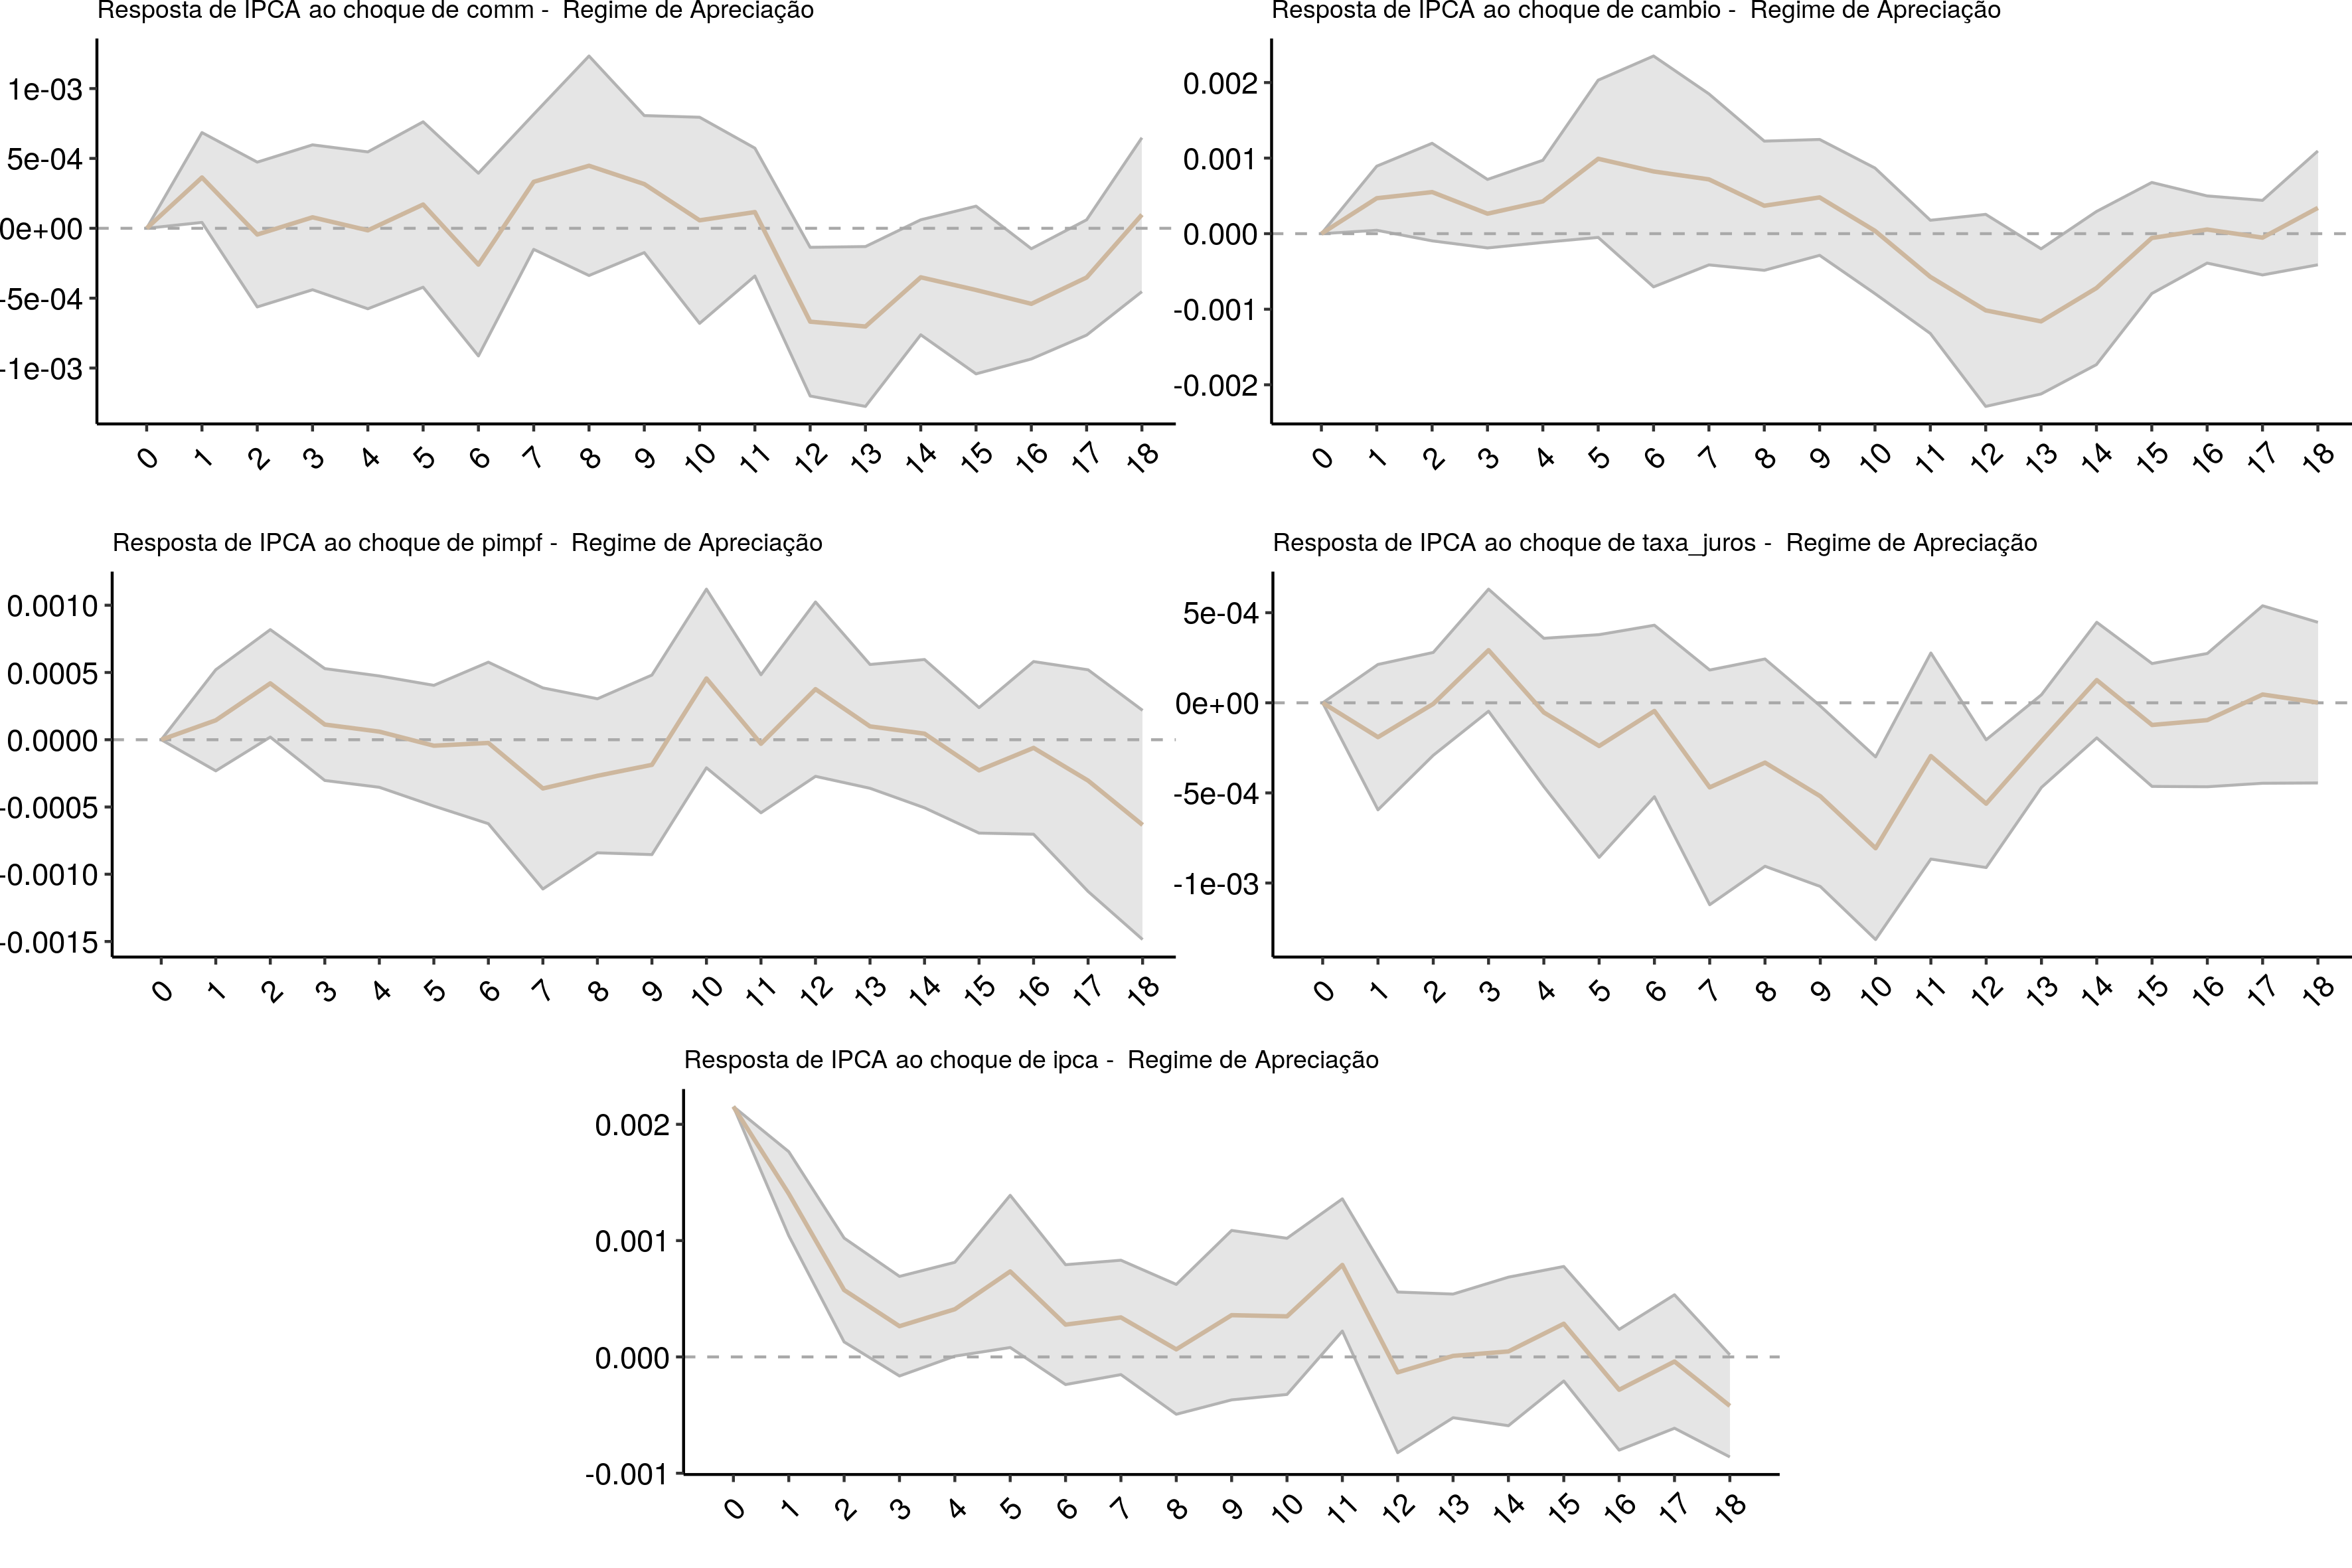 Resposta de IPCA ao choque de comm -  Regime de Apreciação
1e-03
5e-04
0e+00
-5e-04
-1e-03
0 1 2 3 4 5 6 7 8 9 10 11 12 13 14 15 16 17 18
Resposta de IPCA ao choque de cambio -  Regime de Apreciação
0.002
0.001
0.000
-0.001
-0.002
0 1 2 3 4 5 6 7 8 9 10 11 12 13 14 15 16 17 18
Resposta de IPCA ao choque de pimpf -  Regime de Apreciação
0.0010
0.0005
0.0000
-0.0005
-0.0010
-0.0015
0 1 2 3 4 5 6 7 8 9 10 11 12 13 14 15 16 17 18
Resposta de IPCA ao choque de taxa_juros -  Regime de Apreciação
5e-04
0e+00
-5e-04
-1e-03
0 1 2 3 4 5 6 7 8 9 10 11 12 13 14 15 16 17 18
Resposta de IPCA ao choque de ipca -  Regime de Apreciação
0.002
0.001
0.000
-0.001
0 1 2 3 4 5 6 7 8 9 10 11 12 13 14 15 16 17 18